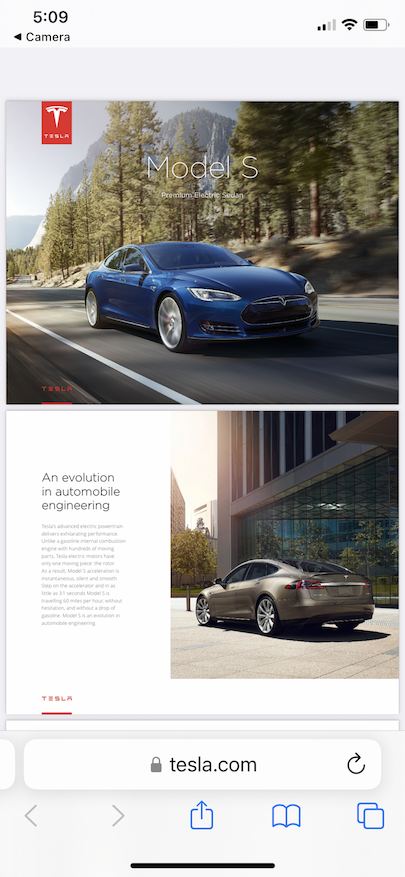 5:09
Camera
TESLA
Model S
Premium Electric Sedan
TESLA
An evolution
in automobile
engineering
Tesla's advanced electric powertrain
delivers exhilarating performance.
Unlike a gasoline internal combustion
engine with hundreds of moving
parts, Tesla electric motors have
only one moving piece: the rotor.
As a result, Model S acceleration is
instantaneous, silent and smooth.
Step on the accelerator and in as
little as 3.1 seconds Model S is
travelling 60 miles per hour, without
hesitation, and without a drop of
gasoline. Model S is an evolution in
automobile engineering.
TESLA
tesla.com